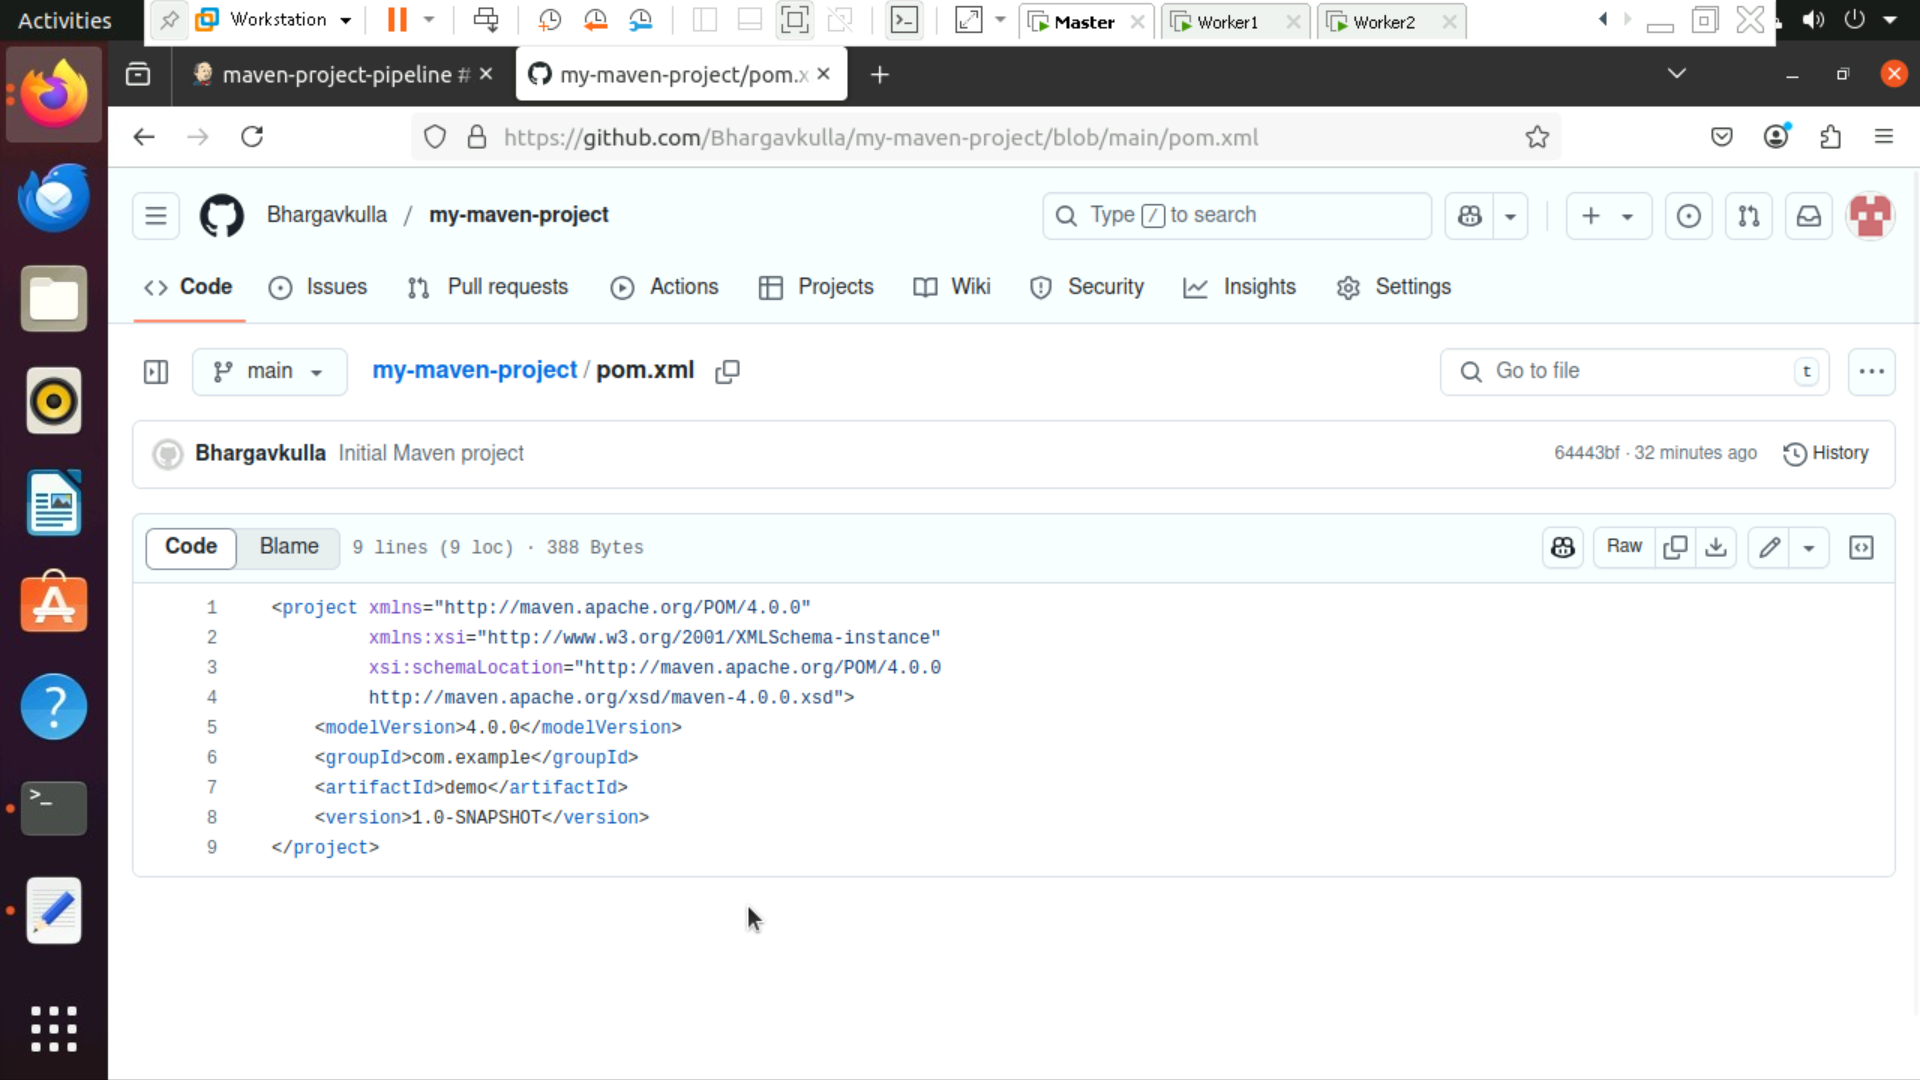 Activities
Workstation
Master
Worker1
Worker2
maven-project-pipeline #
my-maven-project/pom.x
https://github.com/Bhargavkulla/my-maven-project/blob/main/pom.xml
Bhargavkulla / my-maven-project
Type / to search
Code
Issues
Pull requests
Actions
Projects
Wiki
Security
Insights
Settings
main
my-maven-project / pom.xml
Go to file
t
Bhargavkulla Initial Maven project
64443bf · 32 minutes ago
History
Code
Blame
9 lines (9 loc) · 388 Bytes
Raw
1 <project xmlns="http://maven.apache.org/POM/4.0.0"
2 xmlns:xsi="http://www.w3.org/2001/XMLSchema-instance"
3 xsi:schemaLocation="http://maven.apache.org/POM/4.0.0
4 http://maven.apache.org/xsd/maven-4.0.0.xsd">
5 <modelVersion>4.0.0</modelVersion>
6 <groupId>com.example</groupId>
7 <artifactId>demo</artifactId>
8 <version>1.0-SNAPSHOT</version>
9 </project>